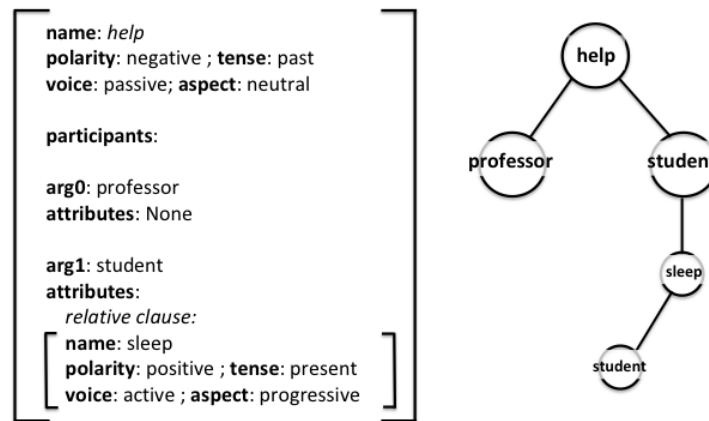 name: help
polarity: negative ; tense: past
voice: passive; aspect: neutral
participants:
arg0: professor
attributes: None
arg1: student
attributes:
relative clause:
name: sleep
polarity: positive ; tense: present
voice: active ; aspect: progressive
help
professor
studen
sleep
student